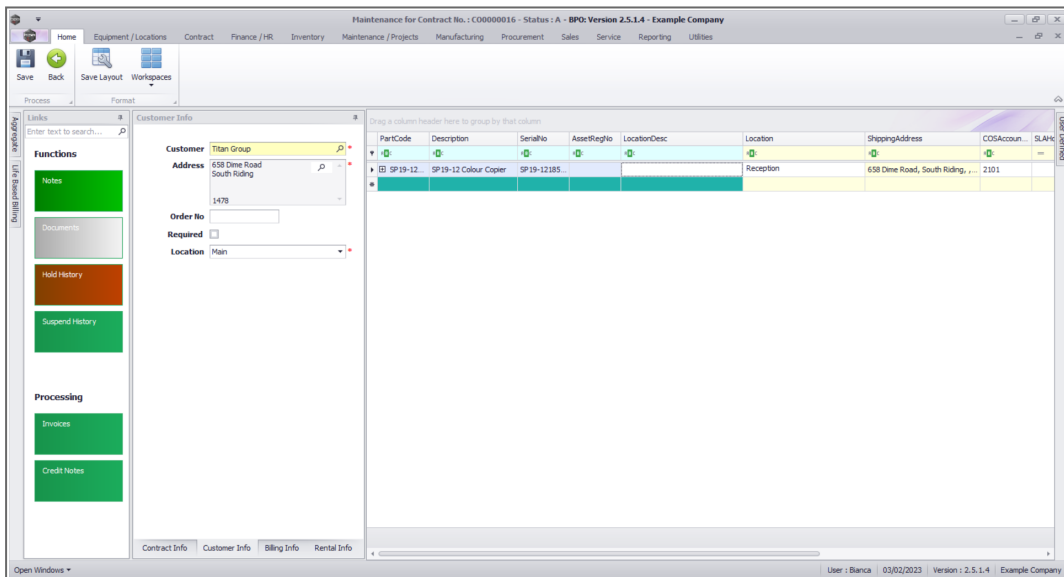 Maintenance for Contract No. : CO0000016 - Status : A - BPO: Version 2.5.1.4 - Example Company
Home Equipment / Locations Contract Finance / HR Inventory Maintenance / Projects Manufacturing Procurement Sales Service Reporting Utilities
Save Back Save Layout Workspaces
Process Format
Aggregate
Life Based Billing
Links
Enter text to search...
Functions
Notes
Documents
Hold History
Suspend History
Processing
Invoices
Credit Notes
Customer Info
Customer Titan Group *
Address 658 Dime Road *
South Riding
1478
Order No
Required
Location Main *
Contract Info Customer Info Billing Info Rental Info
Drag a column header here to group by that column
PartCode Description SerialNo AssetRegNo LocationDesc Location ShippingAddress COSAccoun... SLAHo
SP19-12... SP19-12 Colour Copier SP19-12185... Reception 658 Dime Road, South Riding, ,... 2101
User Defined
Open Windows User : Bianca 03/02/2023 Version : 2.5.1.4 Example Company